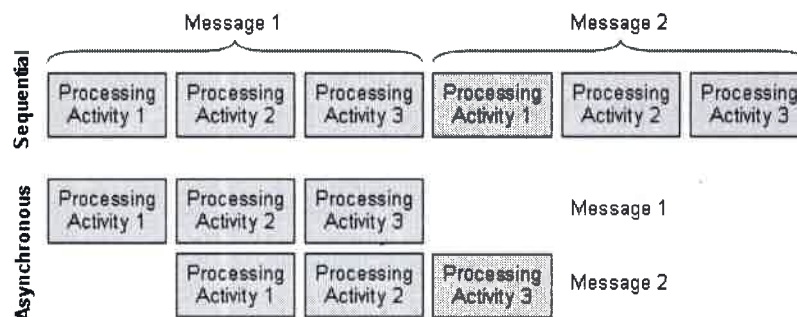 Message 1 Message 2
Sequential
Processing Processing Processing Processing Processing Processing
Activity 1 Activity 2 Activity 3 Activity 1 Activity 2 Activity 3
Asynchronous
Processing Processing Processing
Activity 1 Activity 2 Activity 3
Message 1
Processing Processing Processing
Activity 1 Activity 2 Activity 3
Message 2